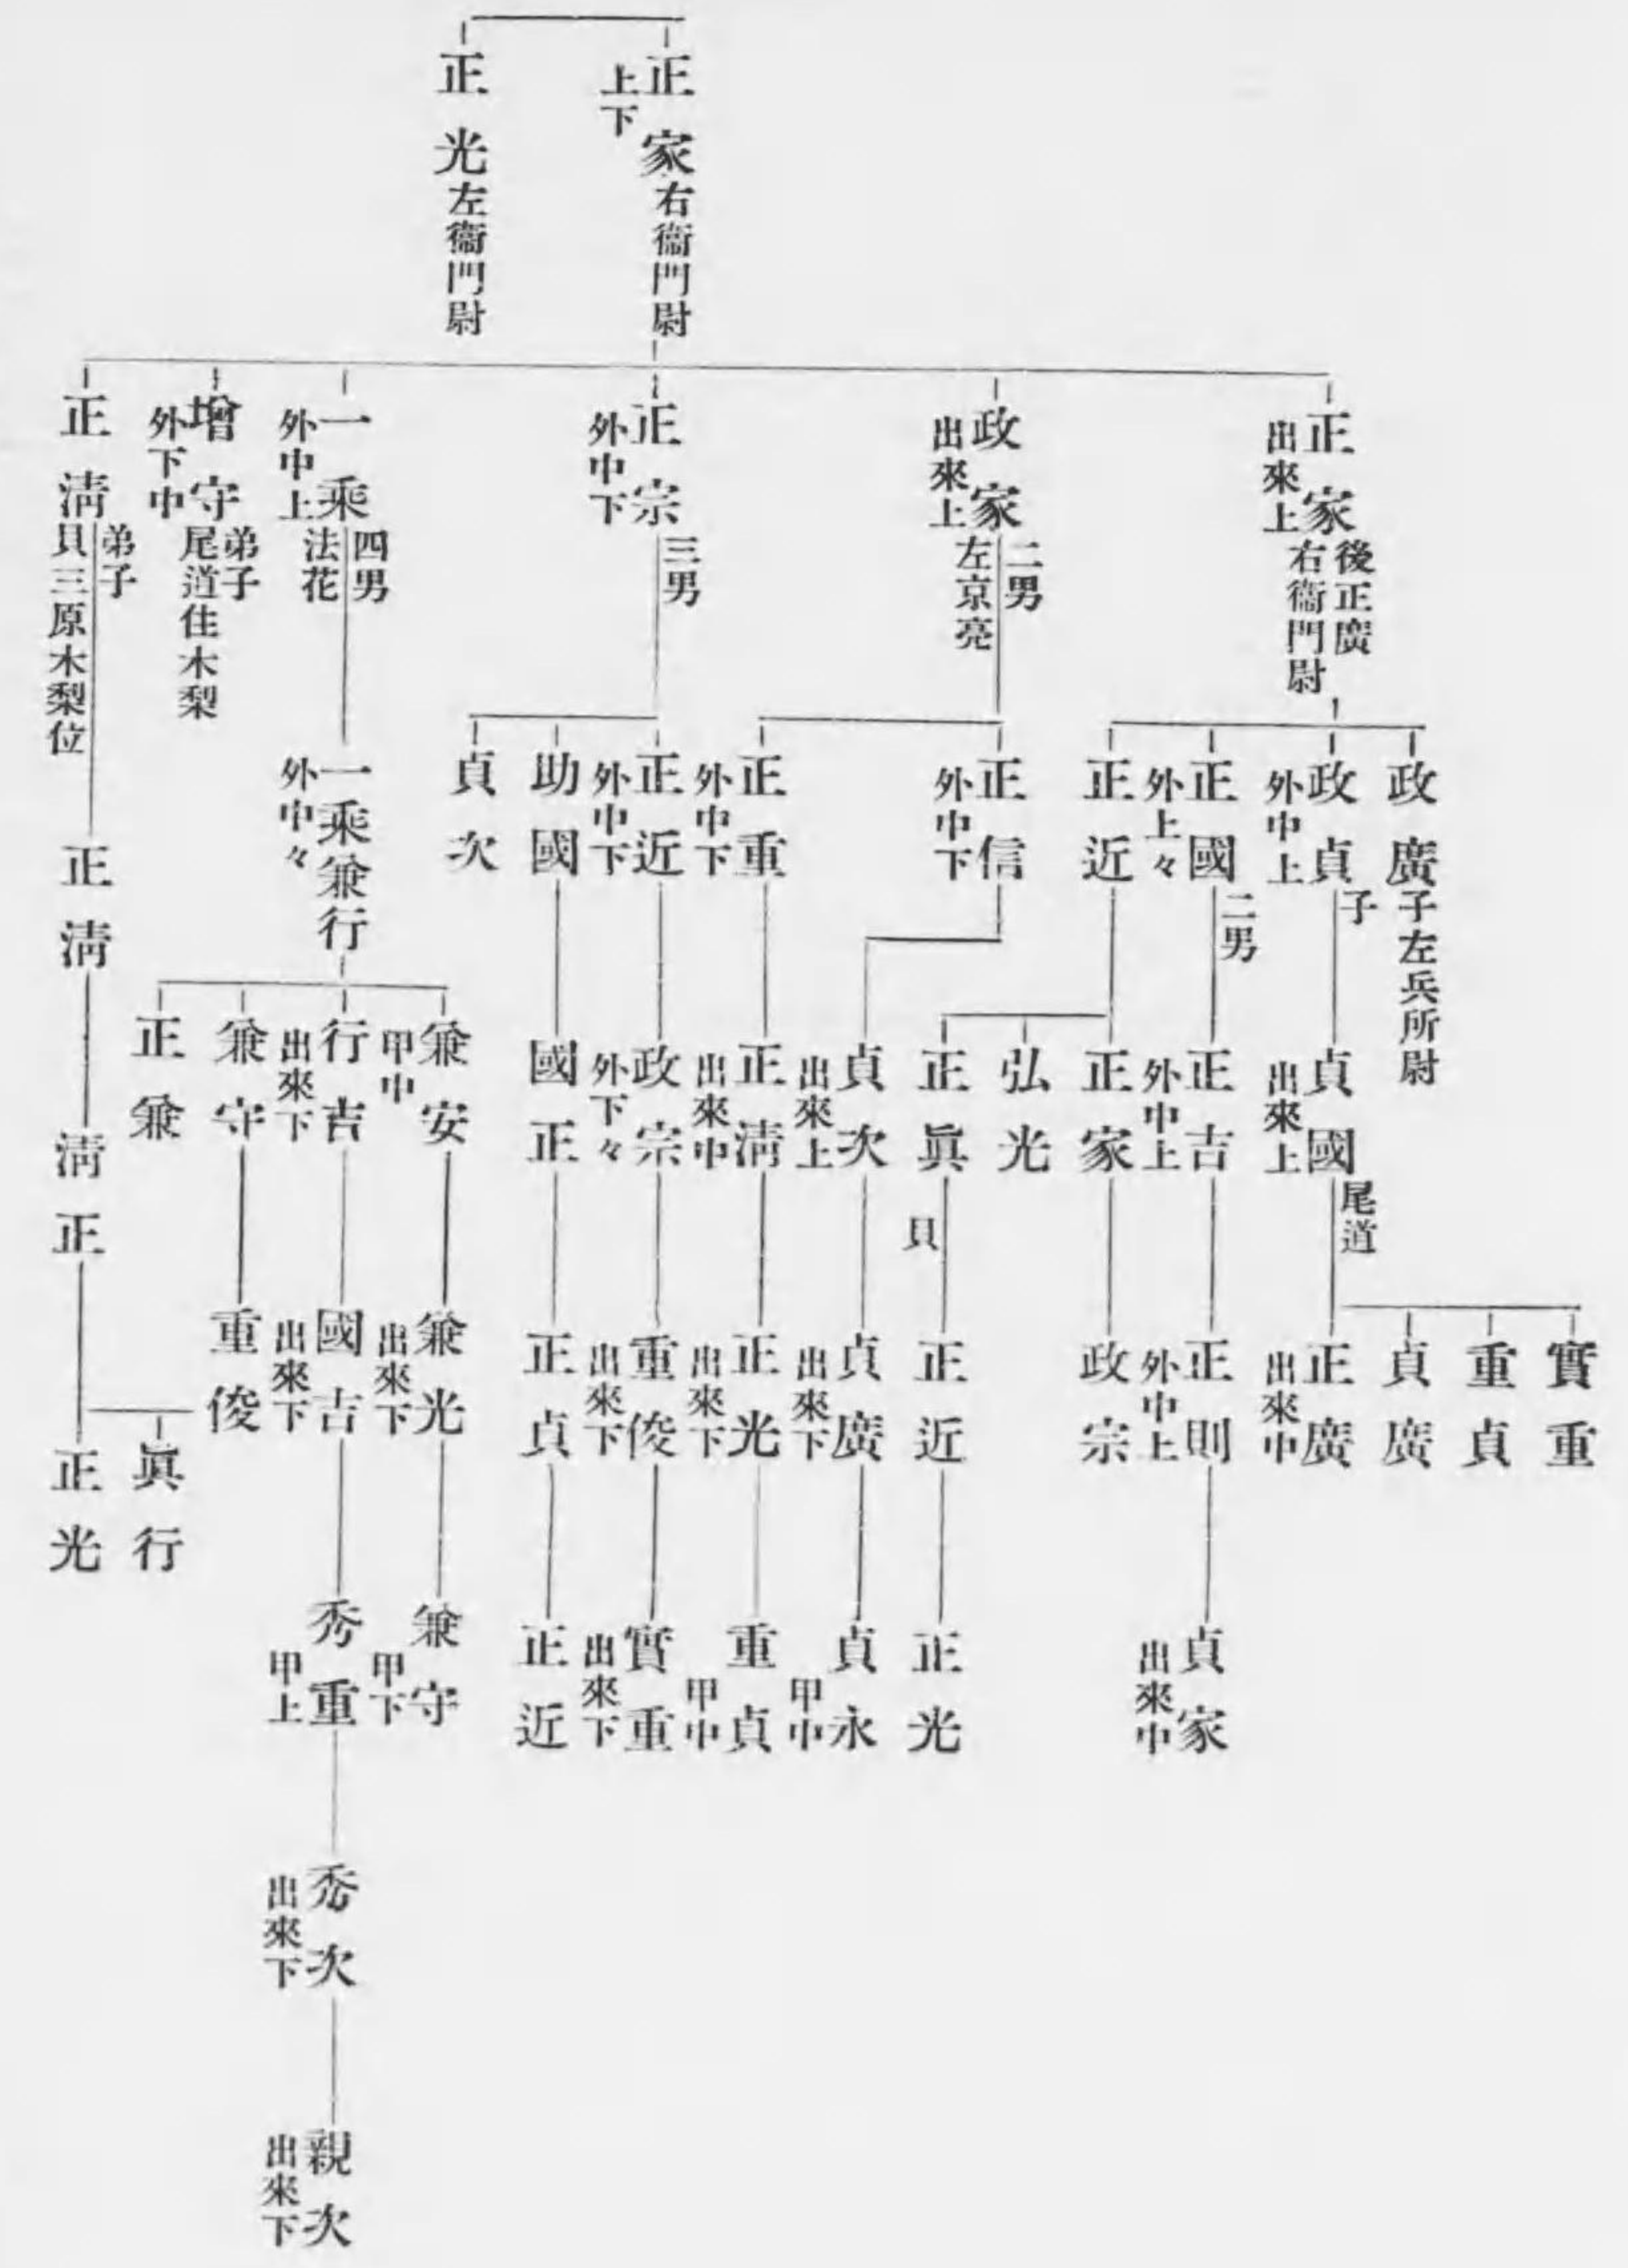 正家右衞門尉
上下
正光左衞門尉
正家
出來上
後正廣
右衞門尉
政家
出來上
二男
左京亮
正宗
外中下
三男
一乘
外中上
四男
法花
增守
外下中
弟子
尾道住木梨
正淸
弟子
貝三原木梨位
政廣子左兵所尉
政貞子
外中上
正國二男
外上々
正近
正信
外中下
正重
外中下
正近
外中下
助國
貞次
一乘兼行
外中々
正淸
貞國尾道
出來上
正吉
外中上
正家
弘光
正眞
貝
貞次
出來上
正淸
出來中
政宗
外下々
國正
兼安
甲中
行吉
出來下
兼守
正兼
淸正
實重
重貞
貞廣
正廣
出來中
正則
外中上
政宗
正近
貞廣
出來下
正光
出來下
重俊
出來下
正貞
兼光
出來下
國吉
出來下
重俊
眞行
正光
貞家
出來中
正光
貞永
甲中
重貞
甲中
實重
出來下
正近
兼守
甲下
秀重
甲上
秀次
出來下
親次
出來下